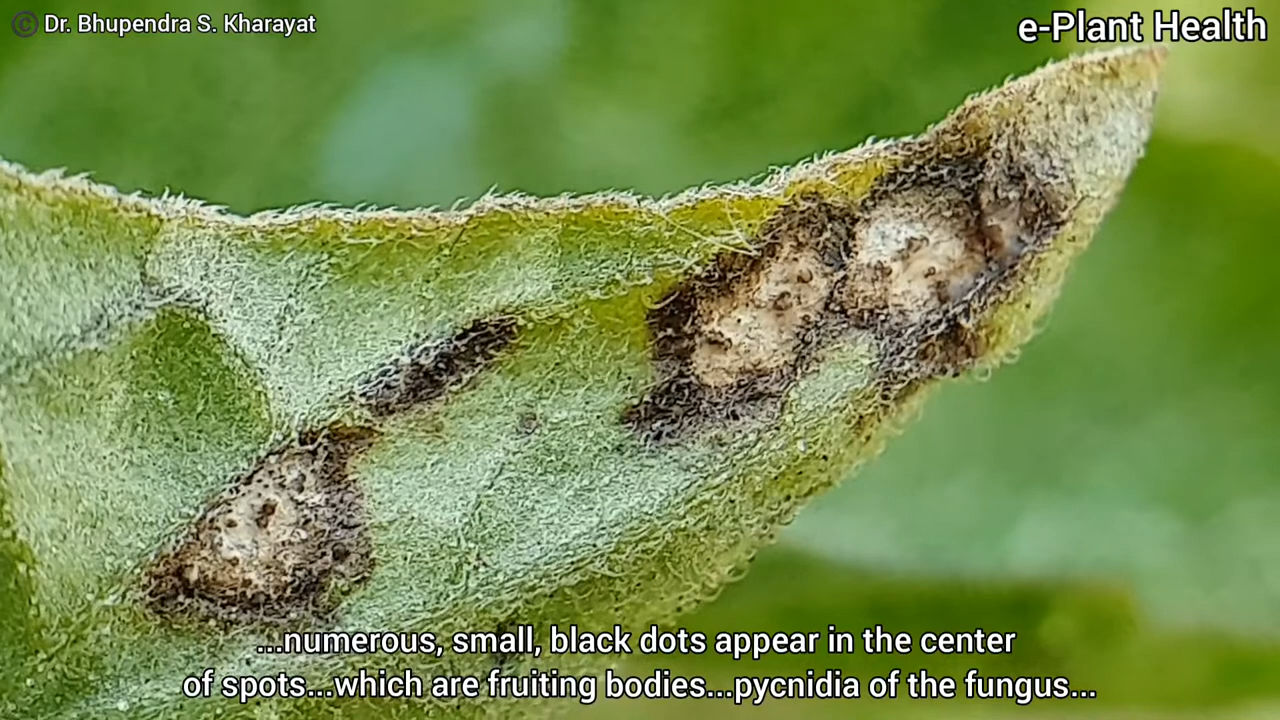 © Dr. Bhupendra S. Kharayat
e-Plant Health
...numerous, small, black dots appear in the center
of spots...which are fruiting bodies...pycnidia of the fungus...